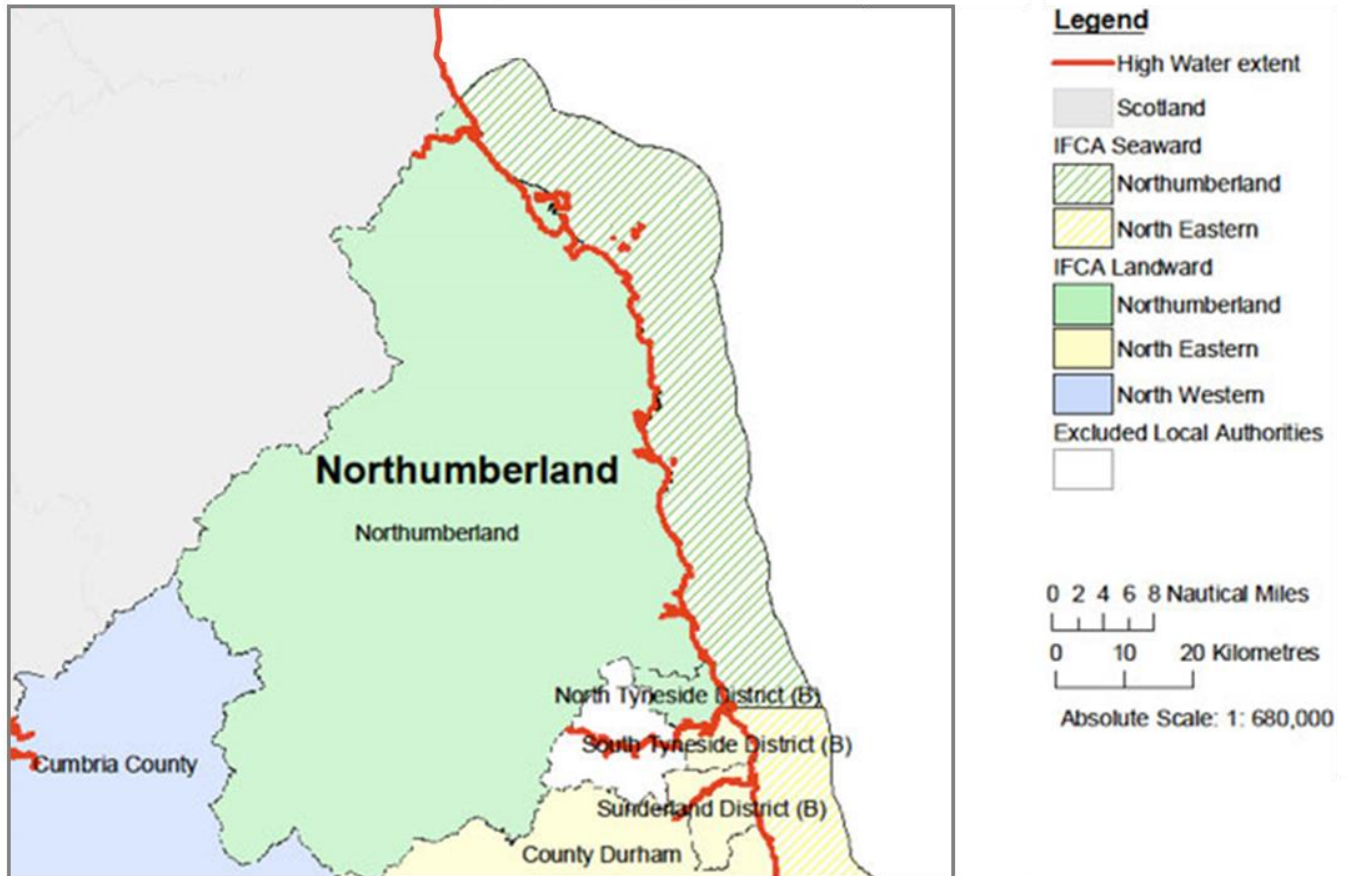 Northumberland
Northumberland
North Tyneside District (B)
South Tyneside District (B)
Cumbria County
Sunderland District (B)
County Durham
Legend
High Water extent
Scotland
IFCA Seaward
Northumberland
North Eastern
IFCA Landward
Northumberland
North Eastern
North Western
Excluded Local Authorities
0 2 4 6 8 Nautical Miles
0 10 20 Kilometres
Absolute Scale: 1: 680,000